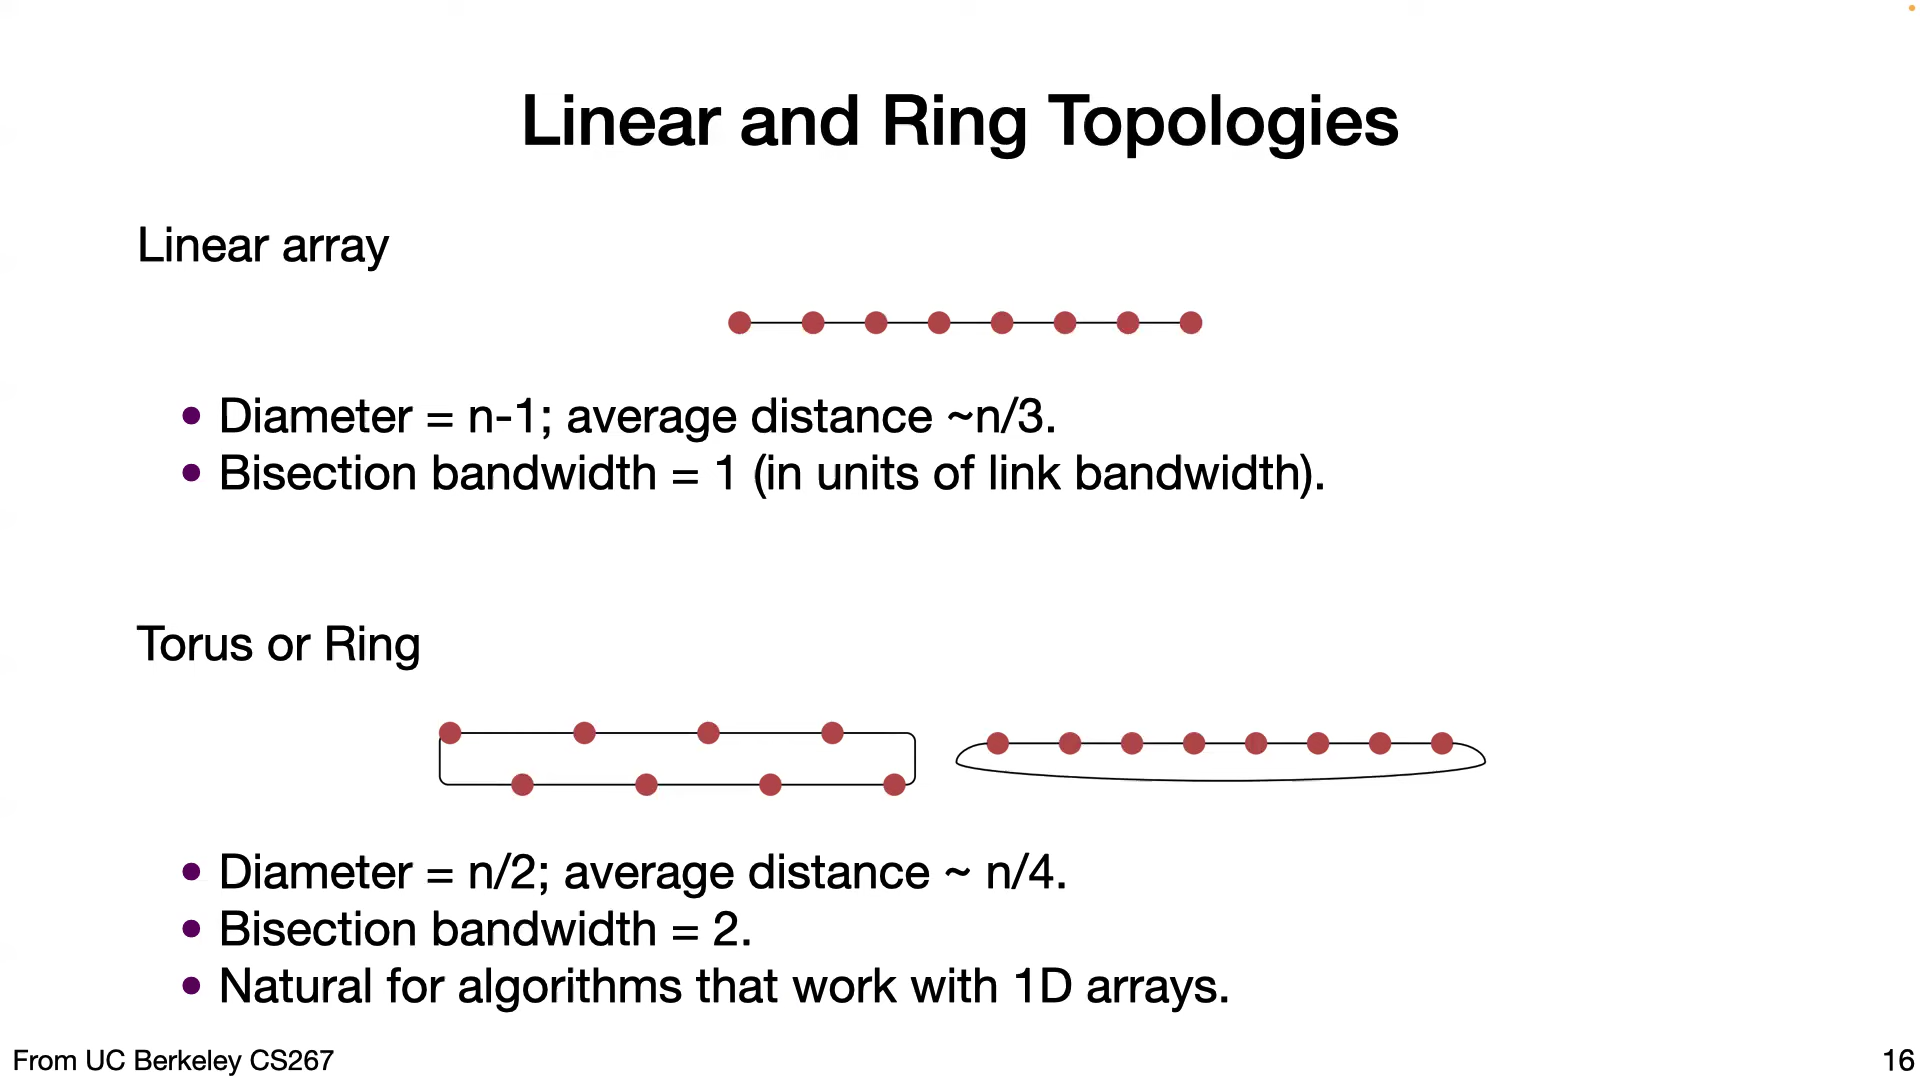 Linear and Ring Topologies
Linear array
• Diameter = n-1; average distance ~n/3.
• Bisection bandwidth = 1 (in units of link bandwidth).
Torus or Ring
• Diameter = n/2; average distance ~ n/4.
• Bisection bandwidth = 2.
• Natural for algorithms that work with 1D arrays.
From UC Berkeley CS267
16